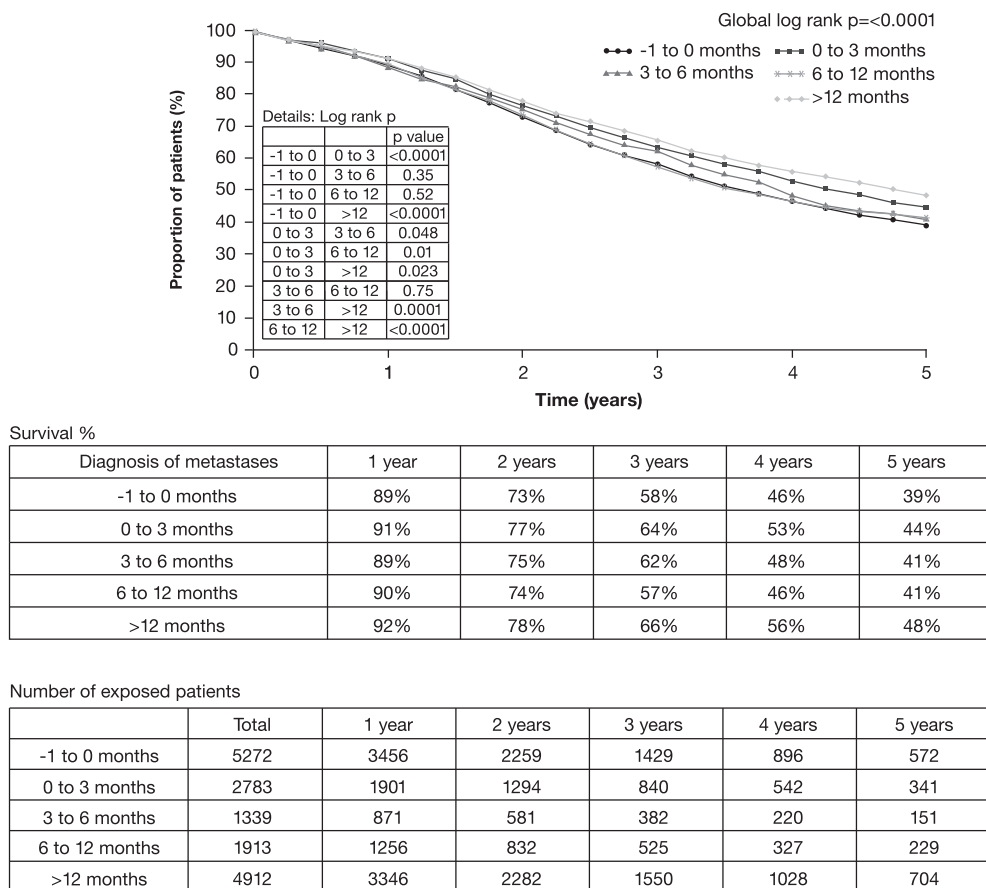 Global log rank p=<0.0001
-1 to 0 months
0 to 3 months
3 to 6 months
6 to 12 months
>12 months
Proportion of patients (%)
100
90
80
70
60
50
40
30
20
10
0
Details: Log rank p
p value
-1 to 0 0 to 3 <0.0001
-1 to 0 3 to 6 0.35
-1 to 0 6 to 12 0.52
-1 to 0 >12 <0.0001
0 to 3 3 to 6 0.048
0 to 3 6 to 12 0.01
0 to 3 >12 0.023
3 to 6 6 to 12 0.75
3 to 6 >12 0.0001
6 to 12 >12 <0.0001
0 1 2 3 4 5
Time (years)
Survival %
Diagnosis of metastases 1 year 2 years 3 years 4 years 5 years
-1 to 0 months 89% 73% 58% 46% 39%
0 to 3 months 91% 77% 64% 53% 44%
3 to 6 months 89% 75% 62% 48% 41%
6 to 12 months 90% 74% 57% 46% 41%
>12 months 92% 78% 66% 56% 48%
Number of exposed patients
Total 1 year 2 years 3 years 4 years 5 years
-1 to 0 months 5272 3456 2259 1429 896 572
0 to 3 months 2783 1901 1294 840 542 341
3 to 6 months 1339 871 581 382 220 151
6 to 12 months 1913 1256 832 525 327 229
>12 months 4912 3346 2282 1550 1028 704